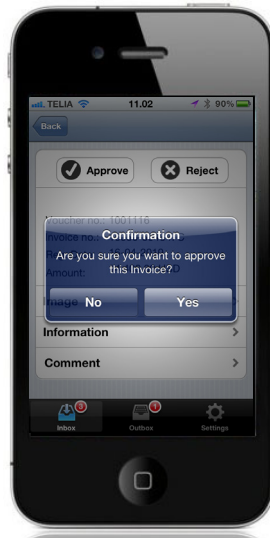 TELIA 11.02 90%
Back
Approve Reject
Voucher no.: 1001116
Invoice no.:
Confirmation
Are you sure you want to approve
this Invoice?
Amount:
No Yes
Image
Information
Comment
3 1
Inbox Outbox Settings